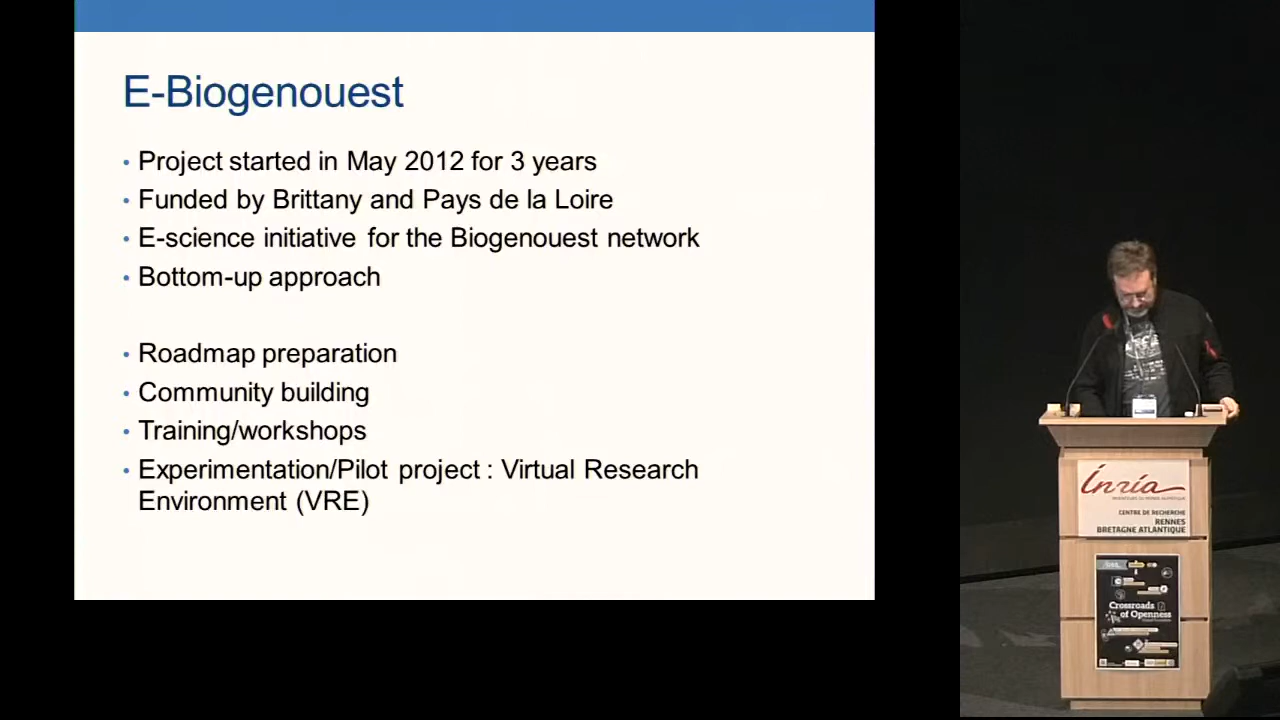 E-Biogenouest
• Project started in May 2012 for 3 years
• Funded by Brittany and Pays de la Loire
• E-science initiative for the Biogenouest network
• Bottom-up approach
• Roadmap preparation
• Community building
• Training/workshops
• Experimentation/Pilot project : Virtual Research
Environment (VRE)
Inria
CENTRE DE RECHERCHE
RENNES
BRETAGNE ATLANTIQUE
Crossroads
of Openness